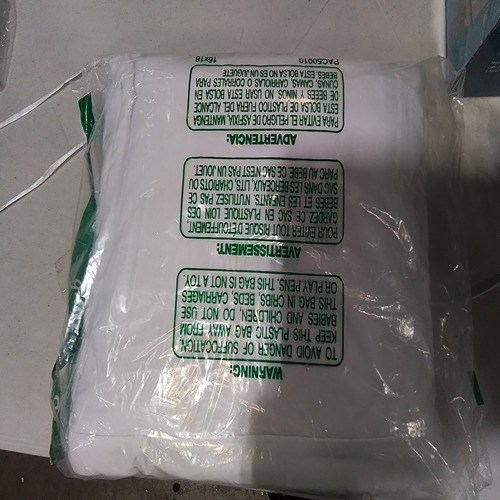 WARNING:
TO AVOID DANGER OF SUFFOCATION,
KEEP THIS PLASTIC BAG AWAY FROM
BABIES AND CHILDREN. DO NOT USE
THIS BAG IN CRIBS, BEDS, CARRIAGES
OR PLAY PENS. THIS BAG IS NOT A TOY.
AVERTISSEMENT:
POUR EVITER TOUT RISQUE D'ÉTOUFFEMENT,
GARDEZ CE SAC EN PLASTIQUE LOIN DES
BÉBÉS ET LES ENFANTS. N'UTILISEZ PAS CE
SAC DANS BERCEAUX, LITS, CHARIOTS OU
PARC AU BEBE CE SAC N'EST PAS UN JOUET.
ADVERTENCIA:
PARA EVITAR EL PELIGRO DE ASFIXIA MANTENGA
ESTA BOLSA DE PLASTICO FUERA DEL ALCANCE
DE BEBES Y NINOS, NO USAR ESTA BOLSA EN
CUNAS, CAMAS, CARRIOLAS O CORRALES PARA
BEBÉS. ESTA BOLSA NO ES UN JUGUETE
PAC50010 16x16